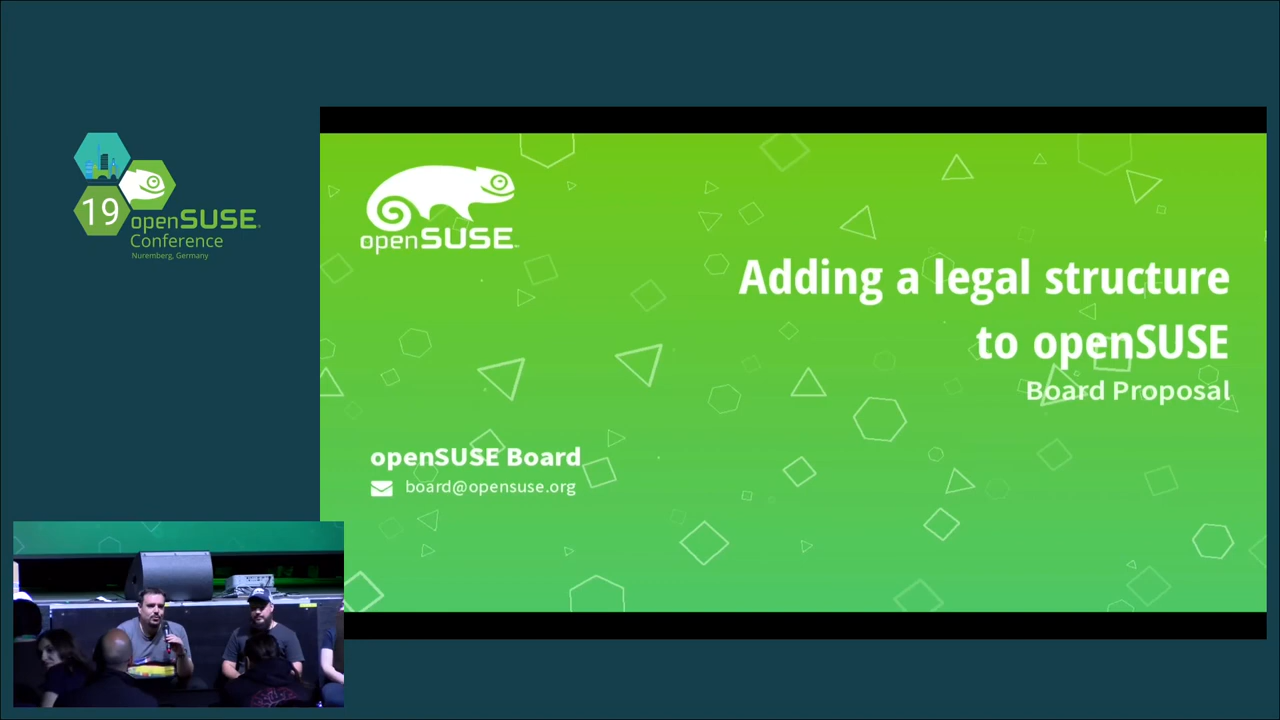 19
openSUSE
Conference
Nuremberg, Germany
openSUSE
Adding a legal structure
to openSUSE
Board Proposal
openSUSE Board
board@opensuse.org